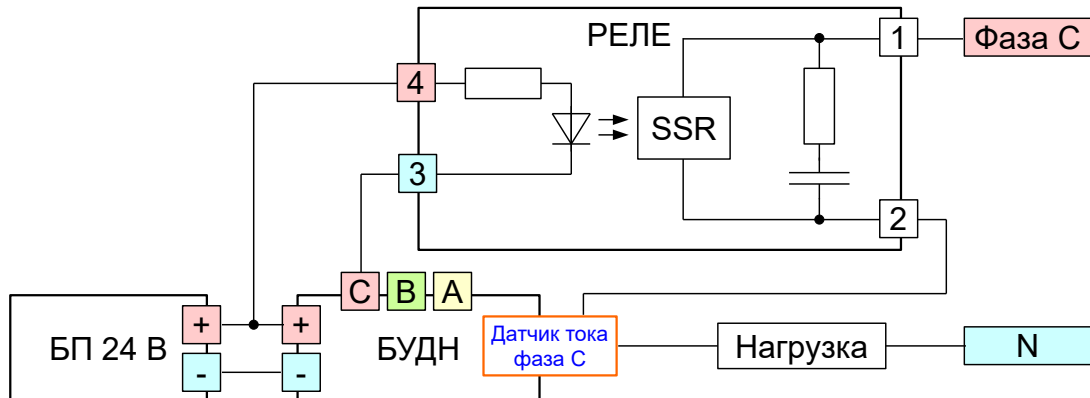 РЕЛЕ
1
Фаза С
4
SSR
3
2
С
В
А
+
+
БП 24 В
БУДН
Датчик тока
фаза С
Нагрузка
N
-
-